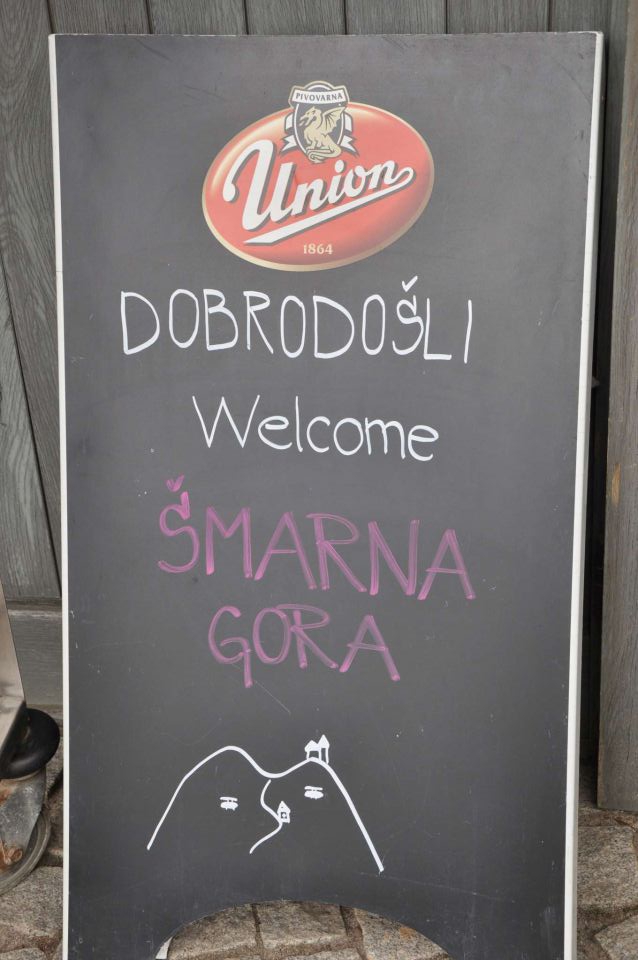 PIVOVARNA
Union
1864
DOBRODOŠLI
Welcome
ŠMARNA
GORA